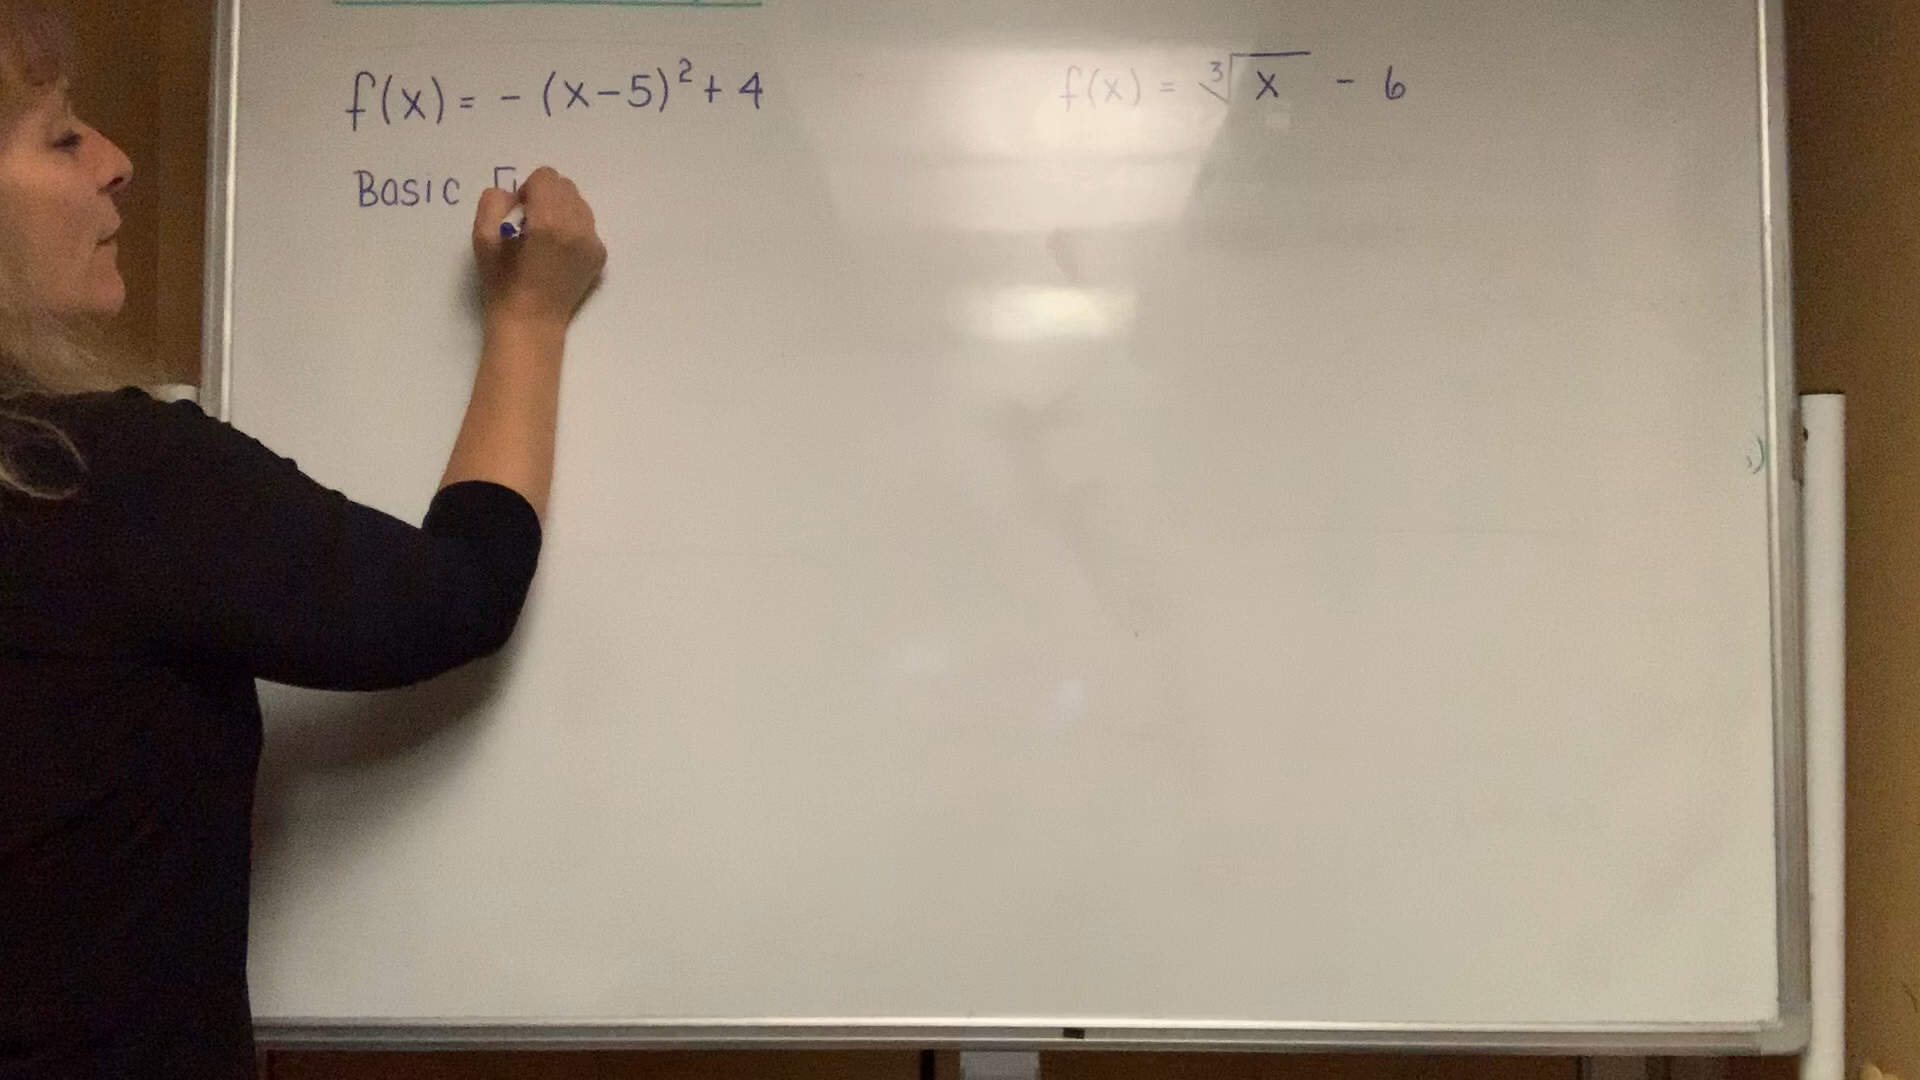 f(x) = - (x-5)² + 4
f(x) = ∛x - 6
Basic